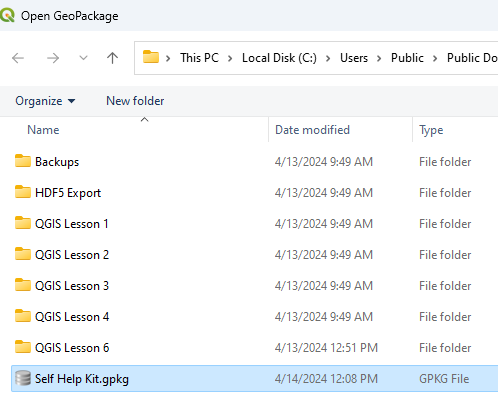 Open GeoPackage
This PC Local Disk (C:) Users Public Public Do
Organize New folder
Name Date modified Type
Backups 4/13/2024 9:49 AM File folder
HDF5 Export 4/13/2024 9:49 AM File folder
QGIS Lesson 1 4/13/2024 9:49 AM File folder
QGIS Lesson 2 4/13/2024 9:49 AM File folder
QGIS Lesson 3 4/13/2024 9:49 AM File folder
QGIS Lesson 4 4/13/2024 9:49 AM File folder
QGIS Lesson 6 4/13/2024 12:51 PM File folder
Self Help Kit.gpkg 4/14/2024 12:08 PM GPKG File